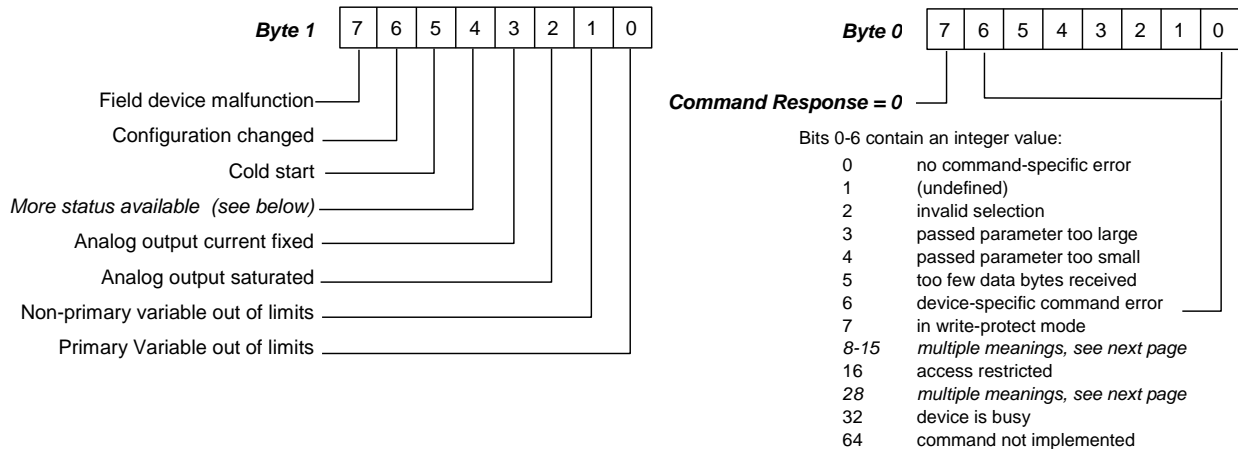 Byte 1 7 6 5 4 3 2 1 0
Field device malfunction
Configuration changed
Cold start
More status available (see below)
Analog output current fixed
Analog output saturated
Non-primary variable out of limits
Primary Variable out of limits
Byte 0 7 6 5 4 3 2 1 0
Command Response = 0
Bits 0-6 contain an integer value:
0 no command-specific error
1 (undefined)
2 invalid selection
3 passed parameter too large
4 passed parameter too small
5 too few data bytes received
6 device-specific command error
7 in write-protect mode
8-15 multiple meanings, see next page
16 access restricted
28 multiple meanings, see next page
32 device is busy
64 command not implemented